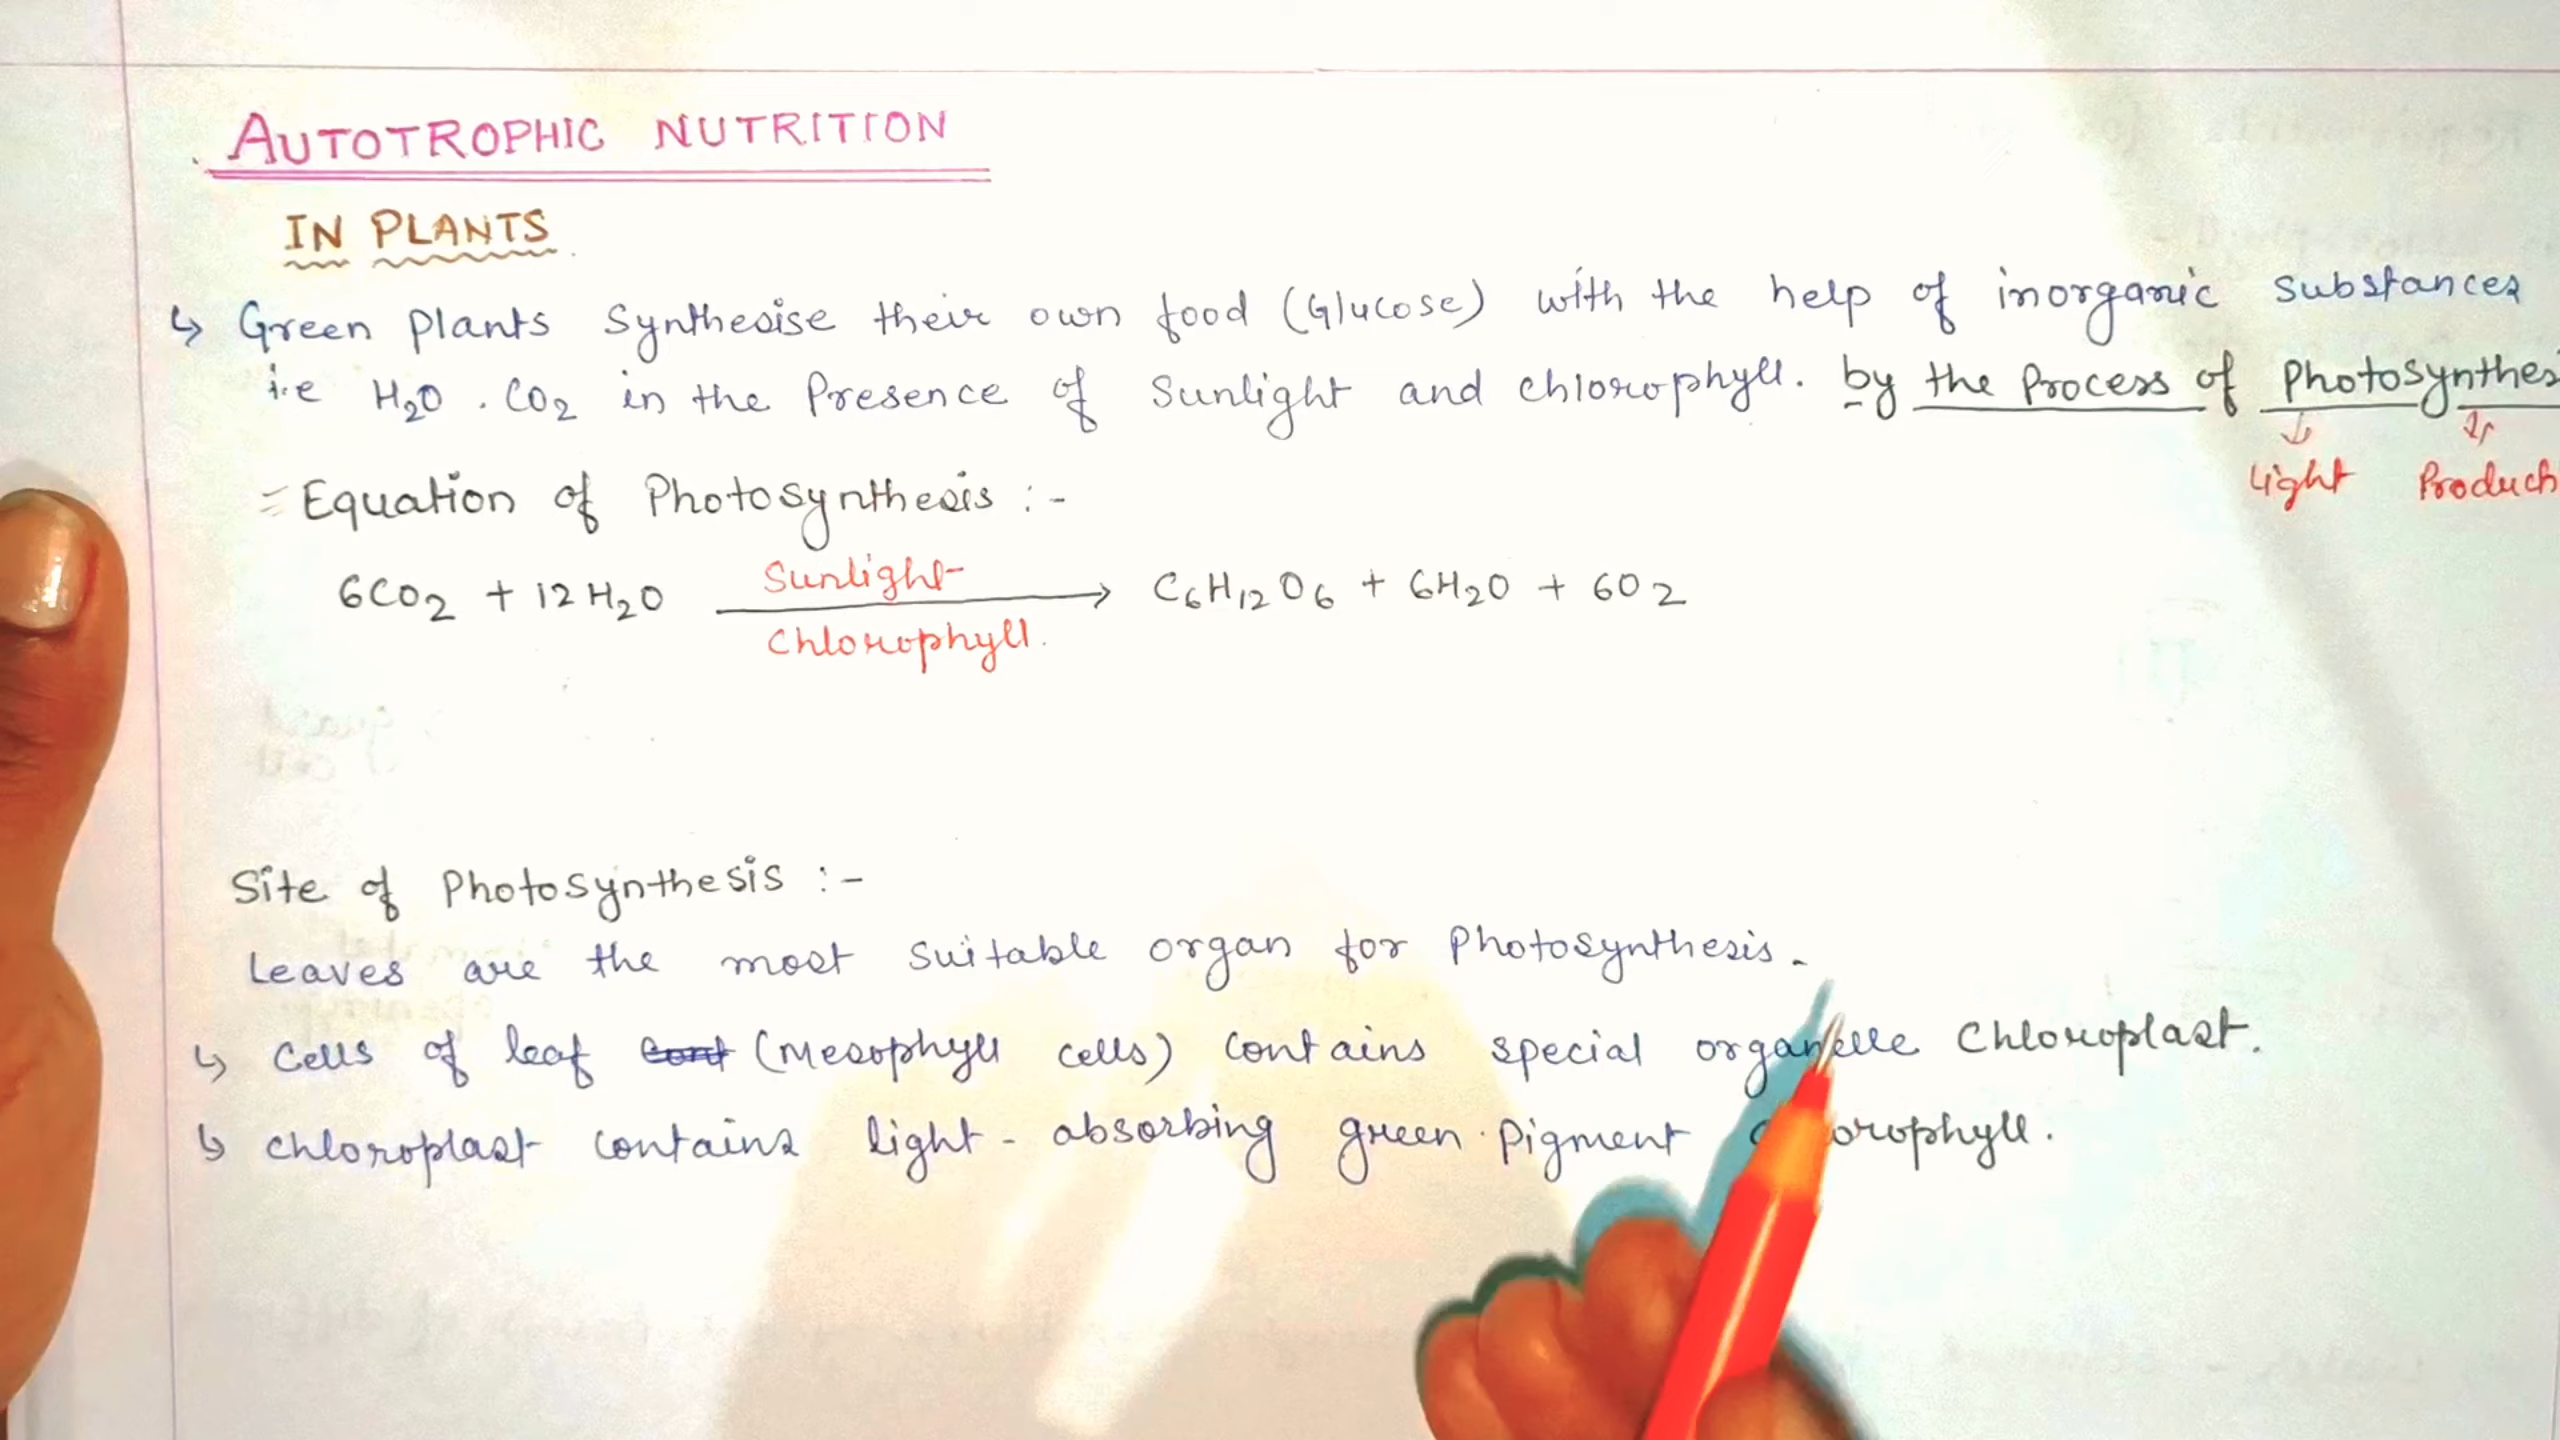 AUTOTROPHIC NUTRITION
IN PLANTS
↳ Green plants synthesise their own food (Glucose) with the help of inorganic substances
i.e H₂O . CO₂ in the Presence of Sunlight and chlorophyll. by the Process of Photosynthes
Light Product
= Equation of Photosynthesis :-
Sunlight
6CO₂ + 12H₂O → C₆H₁₂O₆ + 6H₂O + 6O₂
Chlorophyll.
Site of Photosynthesis :-
Leaves are the most suitable organ for Photosynthesis.
↳ Cells of leaf (Mesophyll cells) contains special organelle Chloroplast.
↳ Chloroplast contains light - absorbing green pigment orophyll.